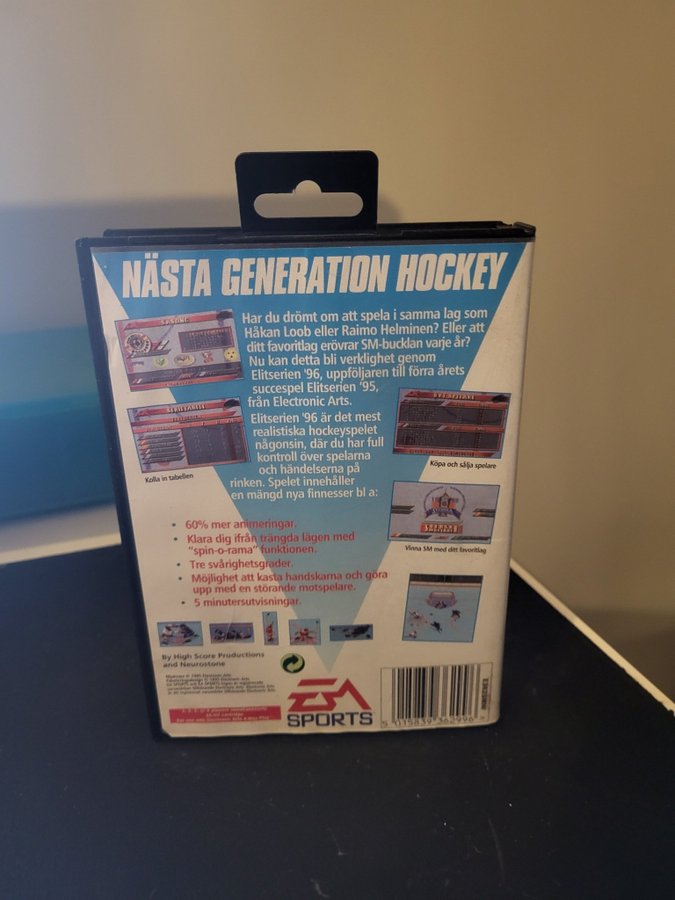 NÄSTA GENERATION HOCKEY
Har du drömt om att spela i samma lag som
Håkan Loob eller Raimo Helminen? Eller att
ditt favoritlag erövrar SM-bucklan varje år?
Nu kan detta bli verklighet genom
Elitserien '96, uppföljaren till förra årets
succespel Elitserien '95,
från Electronic Arts.
Elitserien '96 är det mest
realistiska hockeyspelet
någonsin, där du har full
kontroll över spelarna
och händelserna på
rinken. Spelet innehåller
en mängd nya finnesser bl a:
Kolla in tabellen
Köpa och sälja spelare
Vinna SM med ditt favoritlag
• 60% mer animeringar.
• Klara dig ifrån trängda lägen med
"spin-o-rama" funktionen.
• Tre svårighetsgrader.
• Möjlighet att kasta handskarna och göra
upp med en störande motspelare.
• 5 minutersutvisningar.
By High Score Productions
and Neurostone
EA
SPORTS
5 015839 362996